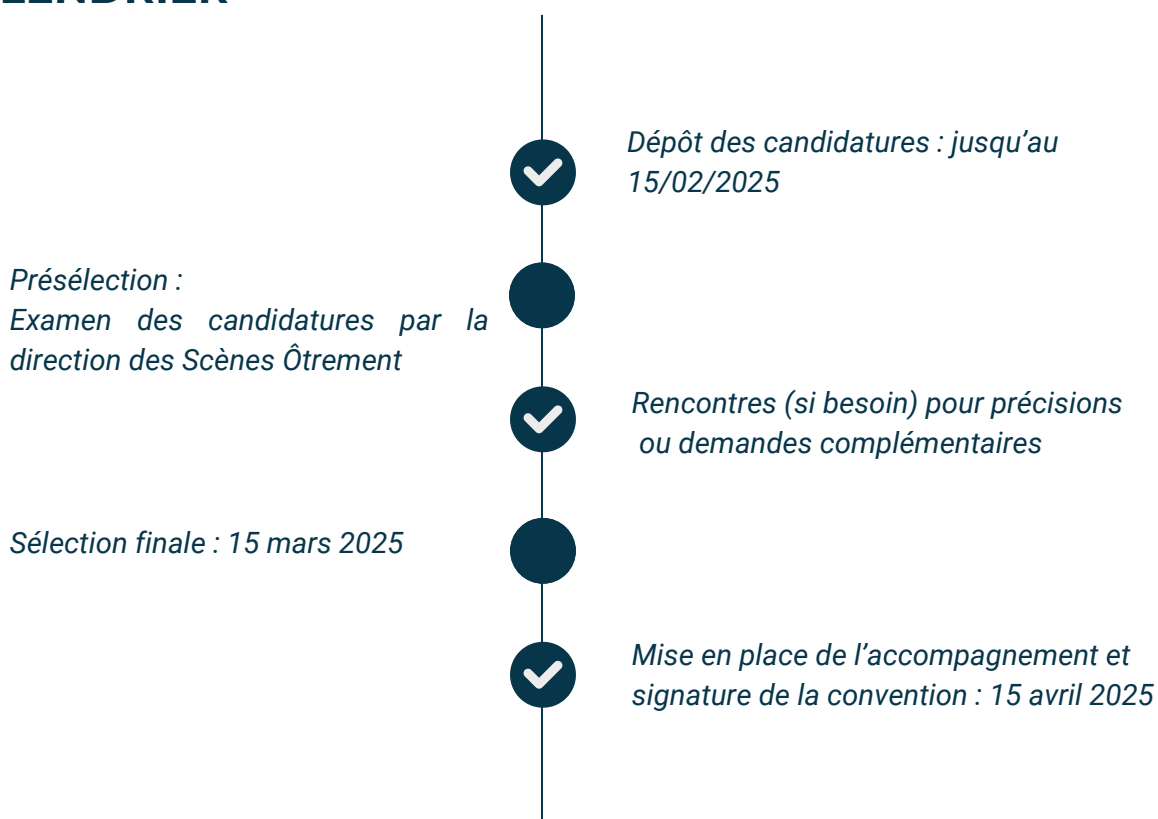 Dépôt des candidatures : jusqu’au
15/02/2025
Présélection :
Examen des candidatures par la
direction des Scènes Ôtrement
Rencontres (si besoin) pour précisions
ou demandes complémentaires
Sélection finale : 15 mars 2025
Mise en place de l’accompagnement et
signature de la convention : 15 avril 2025